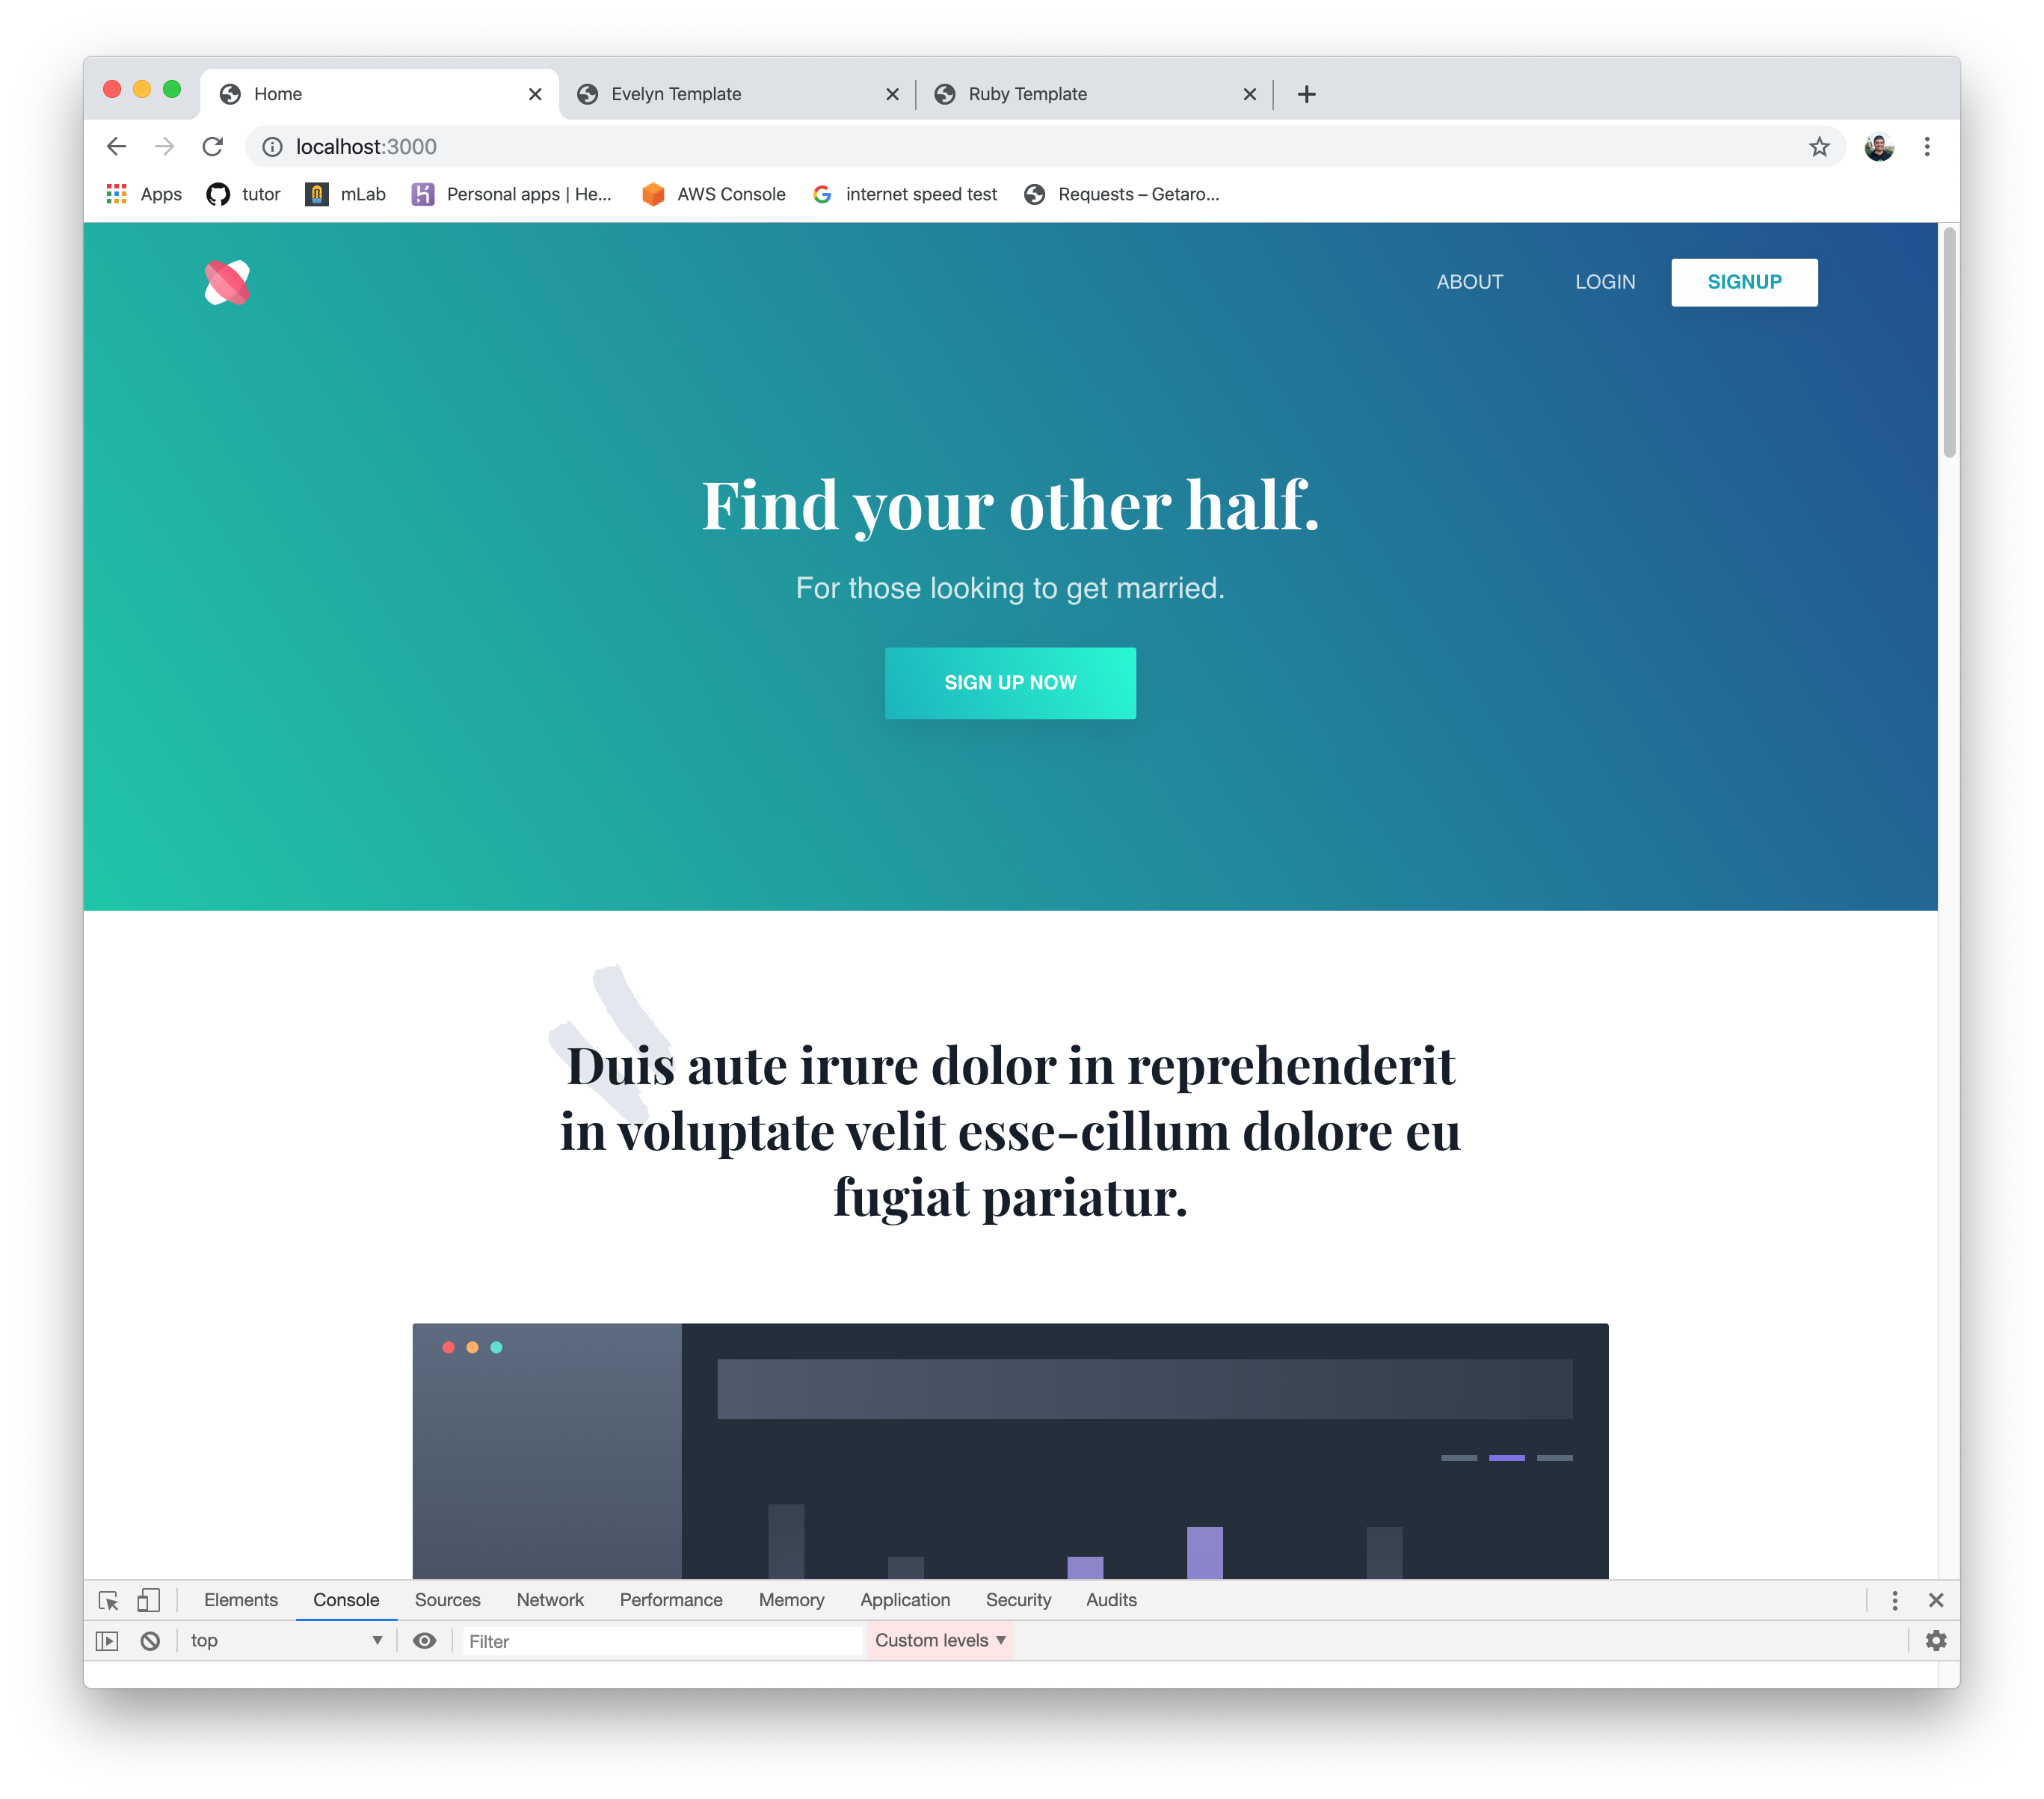 Home
Evelyn Template
Ruby Template
localhost:3000
Apps
tutor
mLab
Personal apps | He...
AWS Console
internet speed test
Requests – Getaro...
ABOUT
LOGIN
SIGNUP
Find your other half.
For those looking to get married.
SIGN UP NOW
Duis aute irure dolor in reprehenderit
in voluptate velit esse-cillum dolore eu
fugiat pariatur.
Elements
Console
Sources
Network
Performance
Memory
Application
Security
Audits
top
Filter
Custom levels